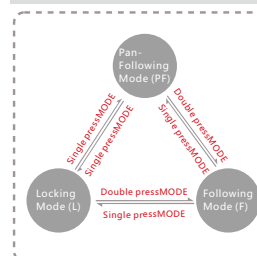 Pan-
Following
Mode (PF)
Single pressMODE
Single pressMODE
Double pressMODE
Single pressMODE
Locking
Mode (L)
Double pressMODE
Single pressMODE
Following
Mode (F)